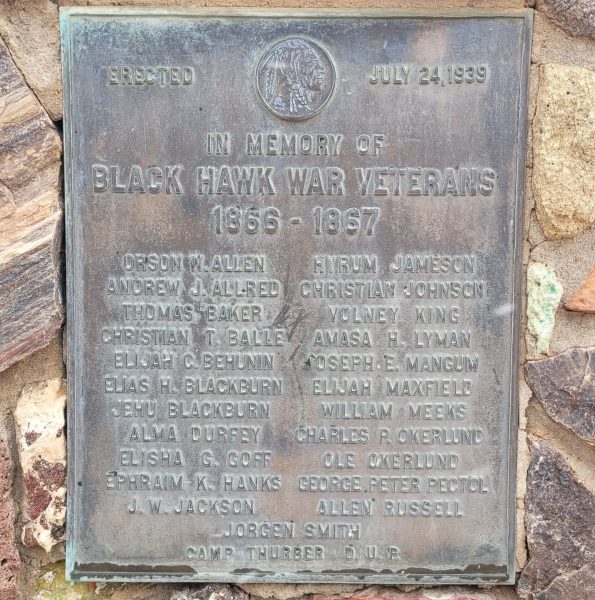 ERECTED JULY 24, 1939
IN MEMORY OF
BLACK HAWK WAR VETERANS
1866 - 1867
ORSON W. ALLEN HYRUM JAMESON
ANDREW J. ALLRED CHRISTIAN JOHNSON
THOMAS BAKER VOLNEY KING
CHRISTIAN T. BALLE AMASA H. LYMAN
ELIJAH C. BEHUNIN JOSEPH E. MANGUM
ELIAS H. BLACKBURN ELIJAH MAXFIELD
JEHU BLACKBURN WILLIAM MEEKS
ALMA DURFEY CHARLES P. OKERLUND
ELISHA G. GOFF OLE OKERLUND
EPHRAIM K. HANKS GEORGE. PETER PECTOL
J. W. JACKSON ALLEN RUSSELL
JORGEN SMITH
CAMP THURBER D.U.P.